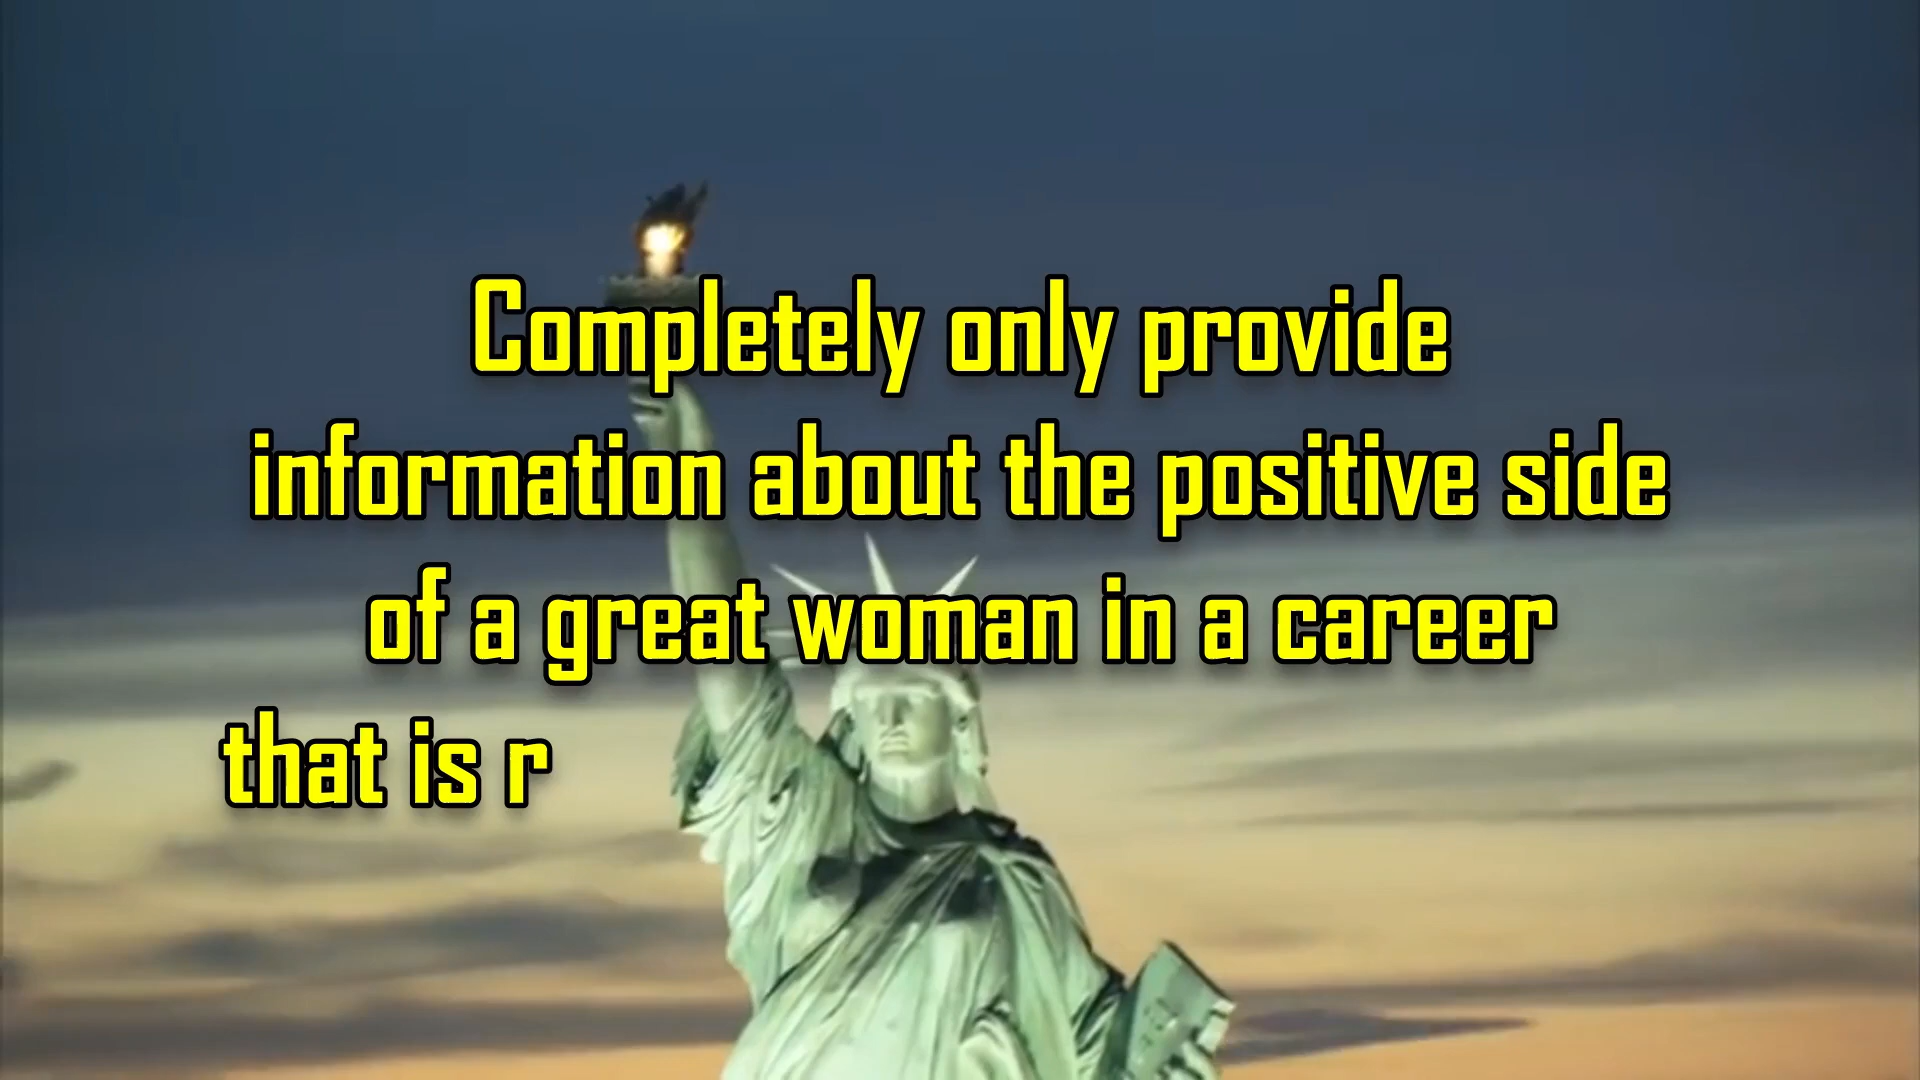 Completely only provide
information about the positive side
of a great woman in a career
that is r